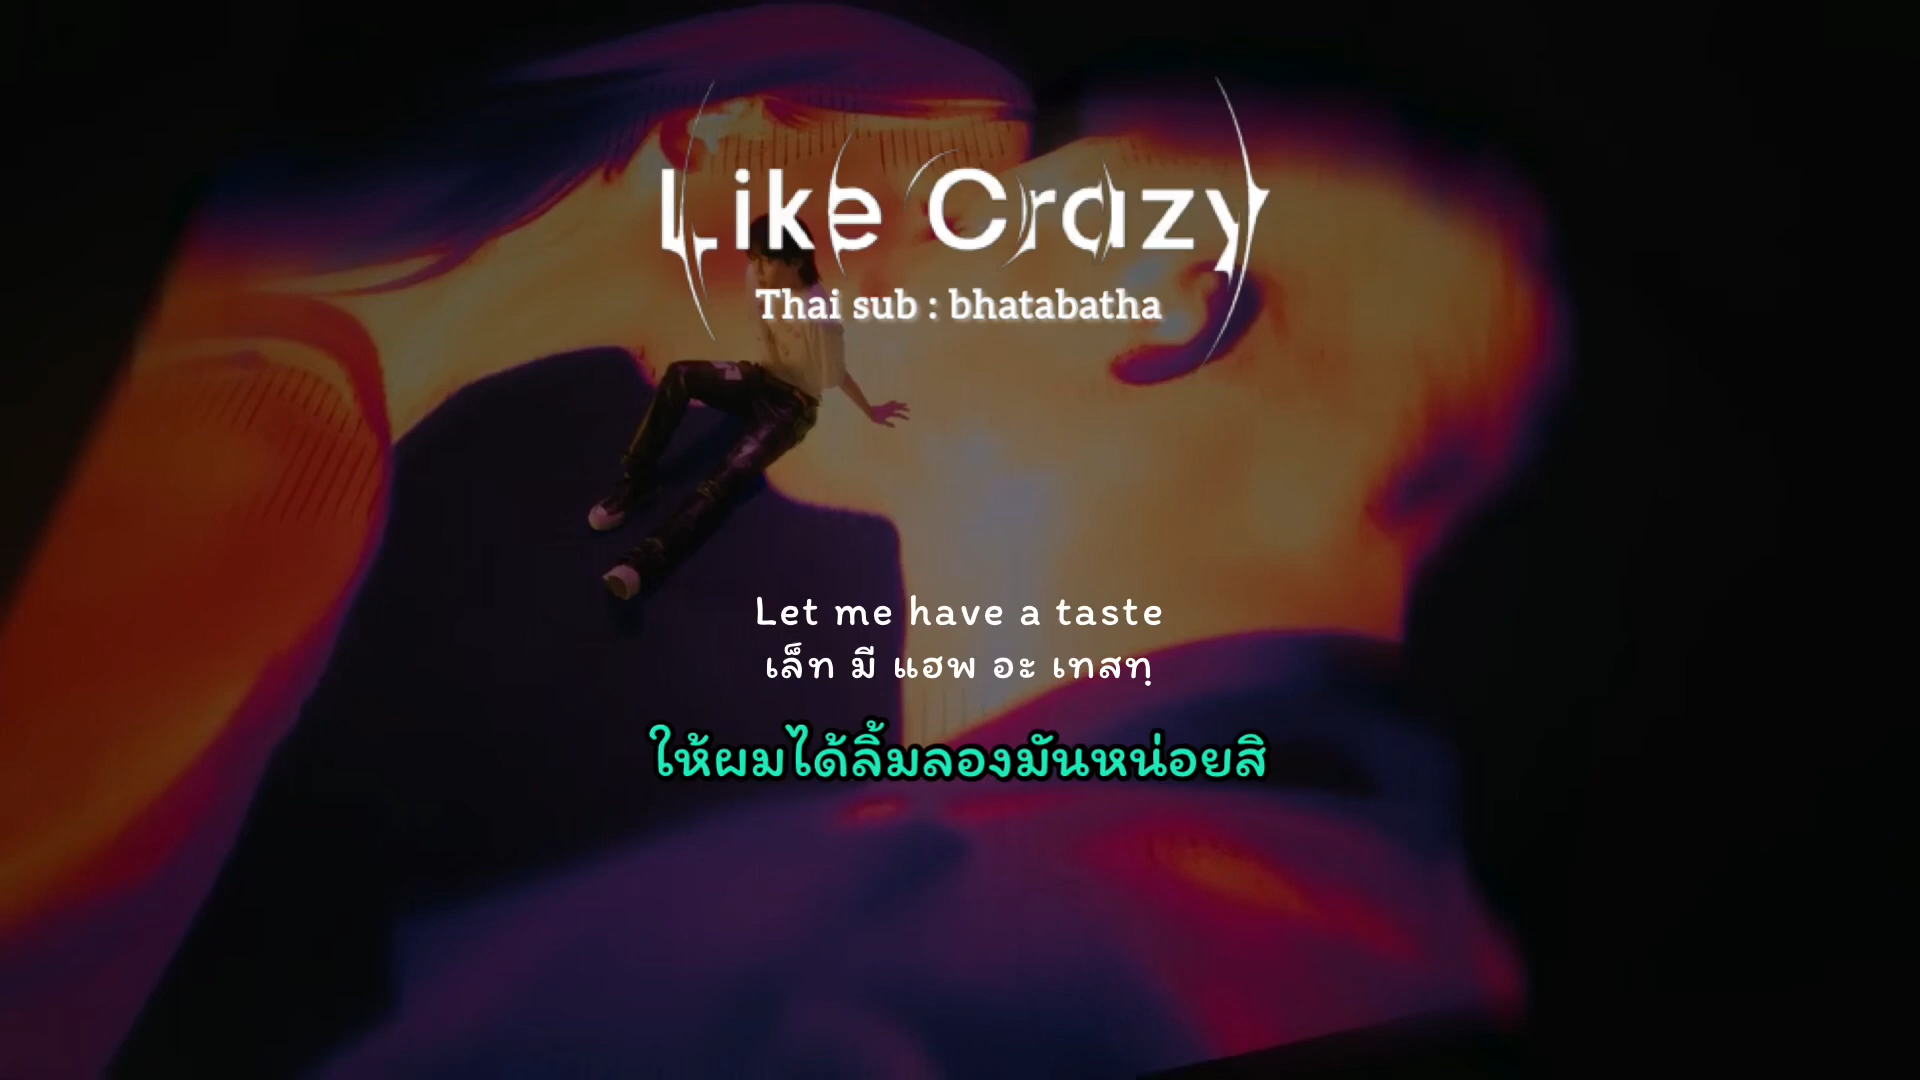 Like Crazy
Thai sub : bhatabatha
Let me have a taste
เล็ท มี แฮพ อะ เทสทฺ
ให้ผมได้ลิ้มลองมันหน่อยสิ